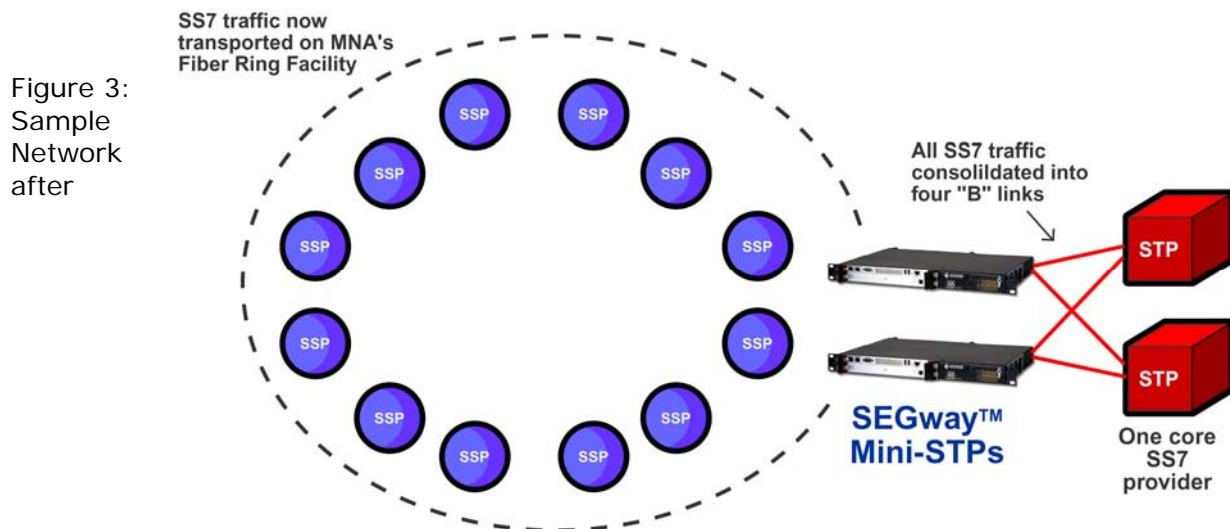 SS7 traffic now
transported on MNA's
Fiber Ring Facility
Figure 3:
Sample
Network
after
SSP
SSP
SSP
SSP
SSP
SSP
SSP
SSP
SSP
SSP
SSP
SSP
All SS7 traffic
consolildated into
four "B" links
STP
STP
SEGway™
Mini-STPs
One core
SS7
provider